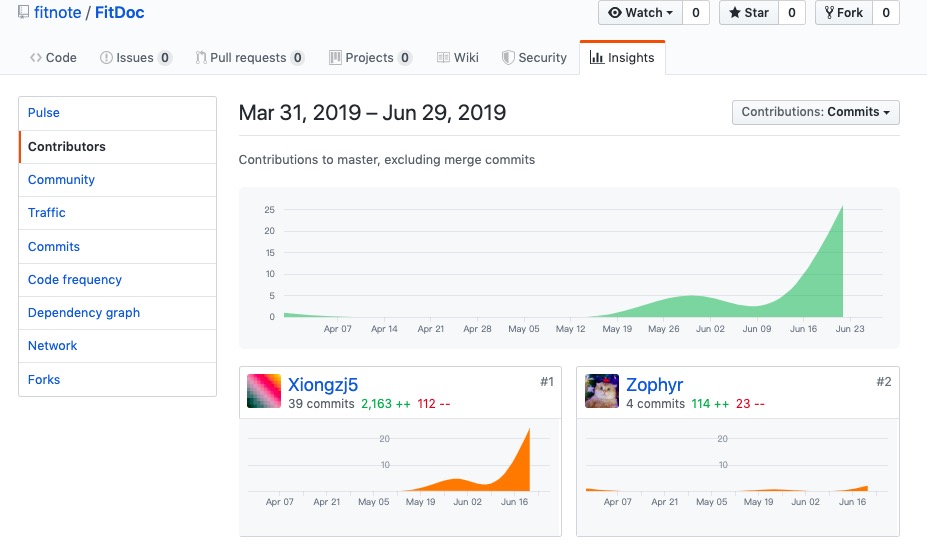 fitnote / FitDoc
Watch 0 Star 0 Fork 0
Code Issues 0 Pull requests 0 Projects 0 Wiki Security Insights
Pulse
Contributors
Community
Traffic
Commits
Code frequency
Dependency graph
Network
Forks
Mar 31, 2019 – Jun 29, 2019
Contributions: Commits
Contributions to master, excluding merge commits
25
20
15
10
5
0
Apr 07 Apr 14 Apr 21 Apr 28 May 05 May 12 May 19 May 26 Jun 02 Jun 09 Jun 16 Jun 23
Xiongzj5 #1
39 commits 2,163 ++ 112 --
20
10
Apr 07 Apr 21 May 05 May 19 Jun 02 Jun 16
Zophyr #2
4 commits 114 ++ 23 --
20
10
Apr 07 Apr 21 May 05 May 19 Jun 02 Jun 16